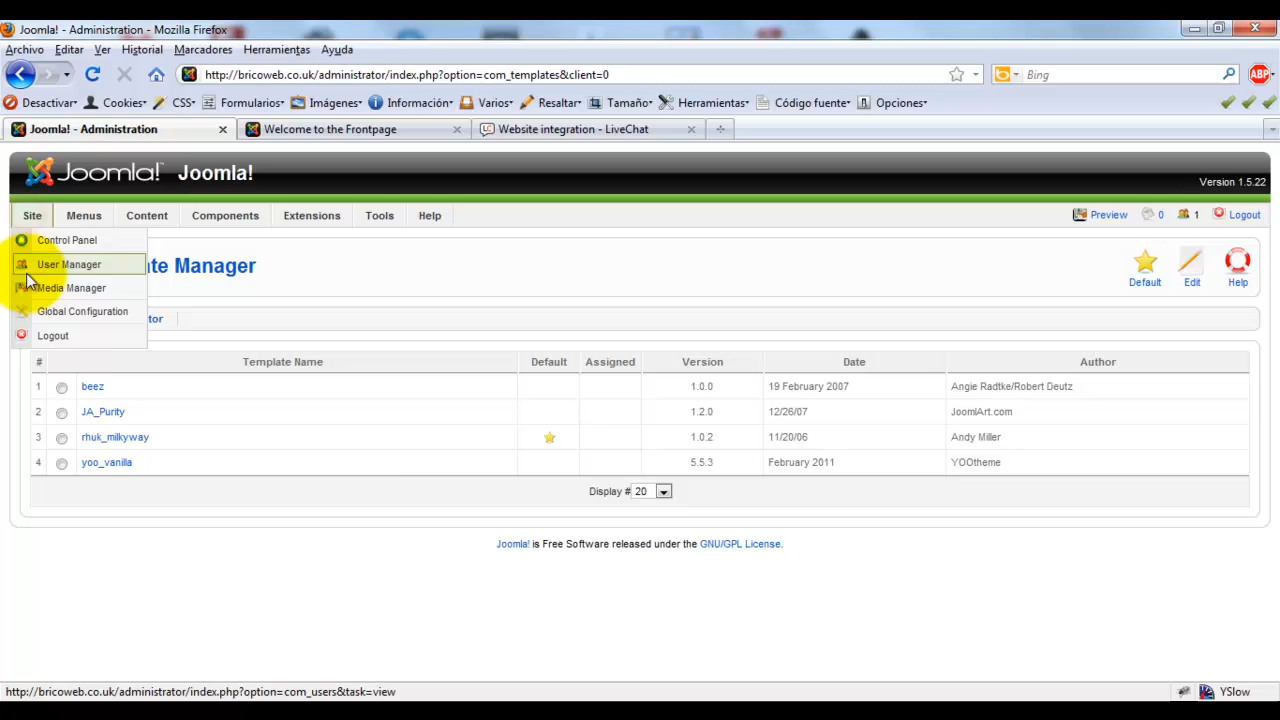 Joomla! - Administration - Mozilla Firefox
Archivo Editar Ver Historial Marcadores Herramientas Ayuda
http://bricoweb.co.uk/administrator/index.php?option=com_templates&client=0 Bing ABP
Desactivar Cookies CSS Formularios Imágenes Información Varios Resaltar Tamaño Herramientas Código fuente Opciones
Joomla! - Administration Welcome to the Frontpage Website integration - LiveChat
Joomla! Joomla!
Version 1.5.22
Site Menus Content Components Extensions Tools Help Preview 0 1 Logout
Control Panel
User Manager
te Manager
Media Manager
Default Edit Help
Global Configuration
tor
Logout
# Template Name Default Assigned Version Date Author
1 beez 1.0.0 19 February 2007 Angie Radtke/Robert Deutz
2 JA_Purity 1.2.0 12/26/07 JoomlArt.com
3 rhuk_milkyway 1.0.2 11/20/06 Andy Miller
4 yoo_vanilla 5.5.3 February 2011 YOOtheme
Display # 20
Joomla! is Free Software released under the GNU/GPL License.
http://bricoweb.co.uk/administrator/index.php?option=com_users&task=view YSlow